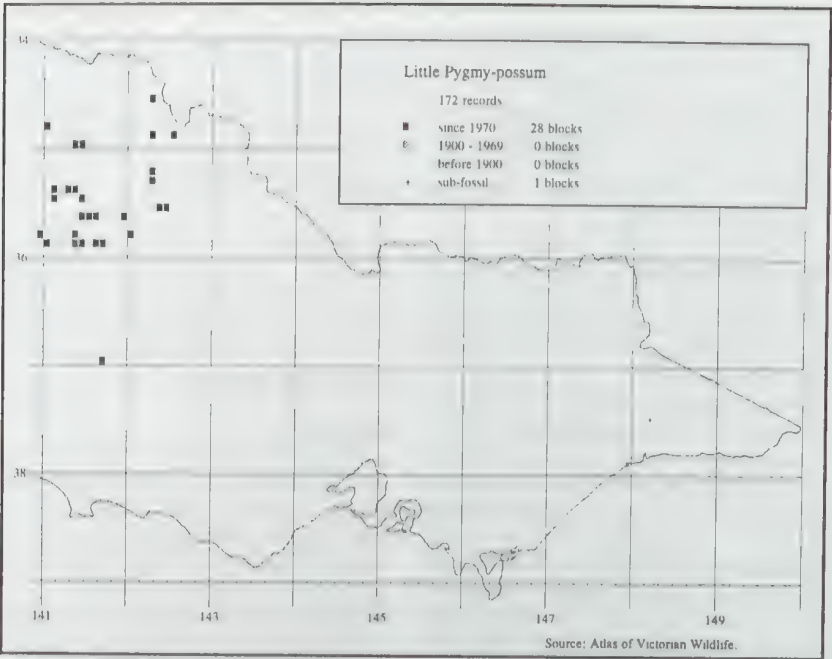 34
Little Pygmy-possum
172 records
since 1970 28 blocks
1900 - 1969 0 blocks
before 1900 0 blocks
sub-fossil 1 blocks
36
38
141 143 145 147 149
Source: Atlas of Victorian Wildlife.